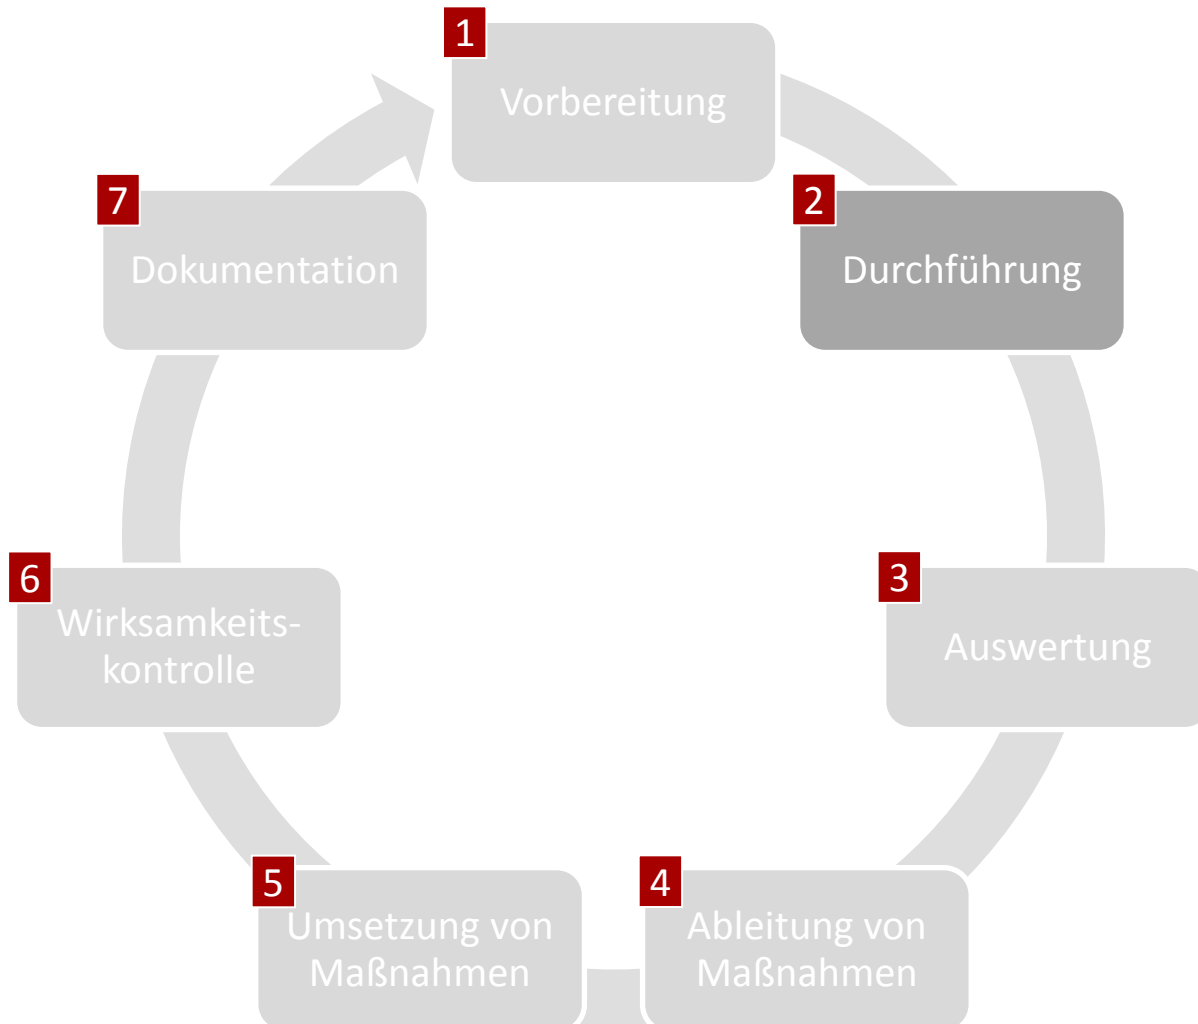 1
Vorbereitung
2
Durchführung
3
Auswertung
4
Ableitung von
Maßnahmen
5
Umsetzung von
Maßnahmen
6
Wirksamkeits-
kontrolle
7
Dokumentation